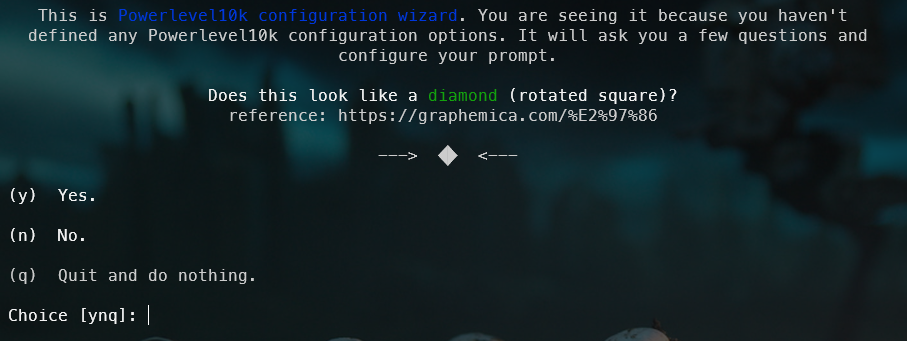 This is Powerlevel10k configuration wizard. You are seeing it because you haven't
defined any Powerlevel10k configuration options. It will ask you a few questions and
configure your prompt.
Does this look like a diamond (rotated square)?
reference: https://graphemica.com/%E2%97%86
---> ◆ <---
(y) Yes.
(n) No.
(q) Quit and do nothing.
Choice [ynq]: